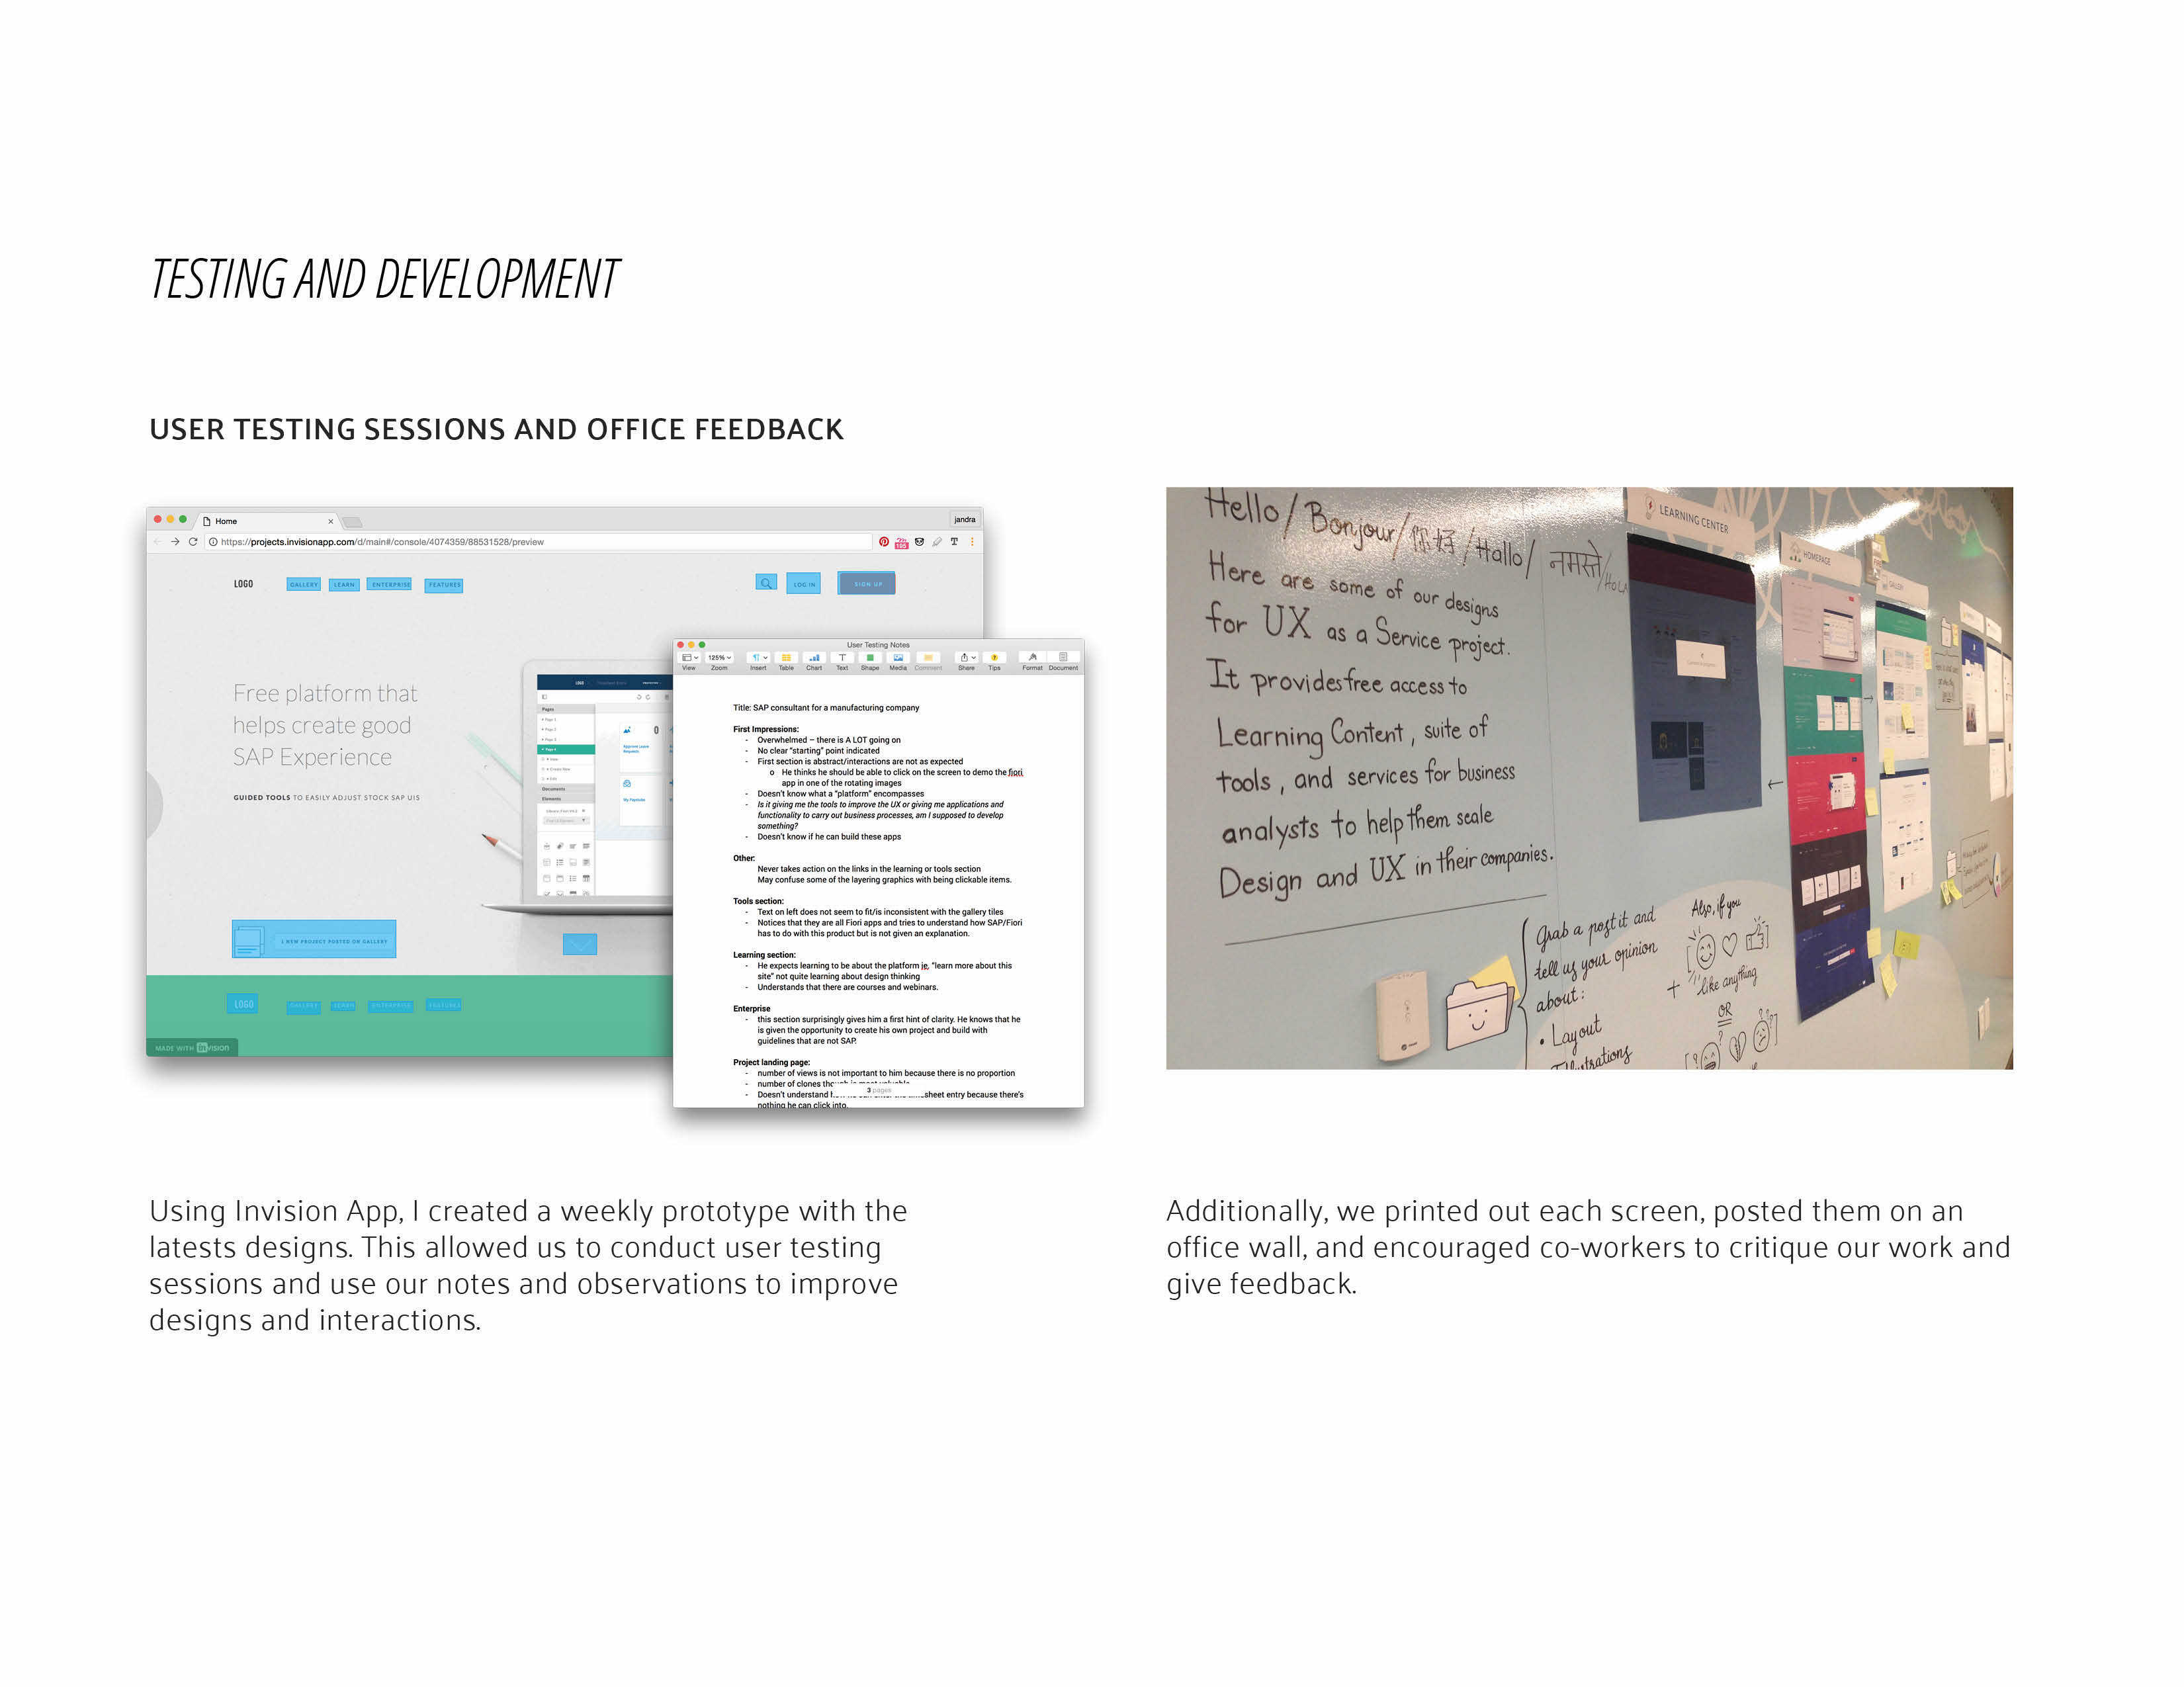 TESTING AND DEVELOPMENT
USER TESTING SESSIONS AND OFFICE FEEDBACK
Home
jandra
https://projects.invisionapp.com/d/main#/console/4074359/88531528/preview
LOGO
GALLERY
LEARN
ENTERPRISE
FEATURES
LOG IN
SIGN UP
Free platform that
helps create good
SAP Experience
GUIDED TOOLS TO EASILY ADJUST STOCK SAP UIS
1 NEW PROJECT POSTED ON GALLERY
LOGO
GALLERY
LEARN
ENTERPRISE
FEATURES
MADE WITH INVISION
Pages
Page 1
Page 2
Page 3
Page 4
Documents
Elements
0
My Paystubs
User Testing Notes
125%
View
Zoom
Insert
Table
Chart
Text
Shape
Media
Comment
Share
Tips
Format
Document
Title: SAP consultant for a manufacturing company
First Impressions:
- Overwhelmed – there is A LOT going on
- No clear "starting" point indicated
- First section is abstract/interactions are not as expected
o He thinks he should be able to click on the screen to demo the fiori
app in one of the rotating images
- Doesn't know what a "platform" encompasses
- Is it giving me the tools to improve the UX or giving me applications and
functionality to carry out business processes, am I supposed to develop
something?
- Doesn't know if he can build these apps
Other:
Never takes action on the links in the learning or tools section
May confuse some of the layering graphics with being clickable items.
Tools section:
- Text on left does not seem to fit/is inconsistent with the gallery tiles
- Notices that they are all Fiori apps and tries to understand how SAP/Fiori
has to do with this product but is not given an explanation.
Learning section:
- He expects learning to be about the platform ie, "learn more about this
site" not quite learning about design thinking
- Understands that there are courses and webinars.
Enterprise
- this section surprisingly gives him a first hint of clarity. He knows that he
is given the opportunity to create his own project and build with
guidelines that are not SAP.
Project landing page:
- number of views is not important to him because there is no proportion
- number of clones
- Doesn't understand sheet entry because there's
nothing he can click into.
3 pages
Hello/Bonjour/你好/Hallo/नमस्ते/HOLA
Here are some of our designs
for UX as a Service project.
It provides free access to
Learning Content, suite of
tools, and services for business
analysts to help them scale
Design and UX in their companies.
LEARNING CENTER
HOMEPAGE
GALLERY
Grab a post it and
tell us your opinion
about:
• Layout
Illustrations
Also, if you
+ like anything
OR
Using Invision App, I created a weekly prototype with the
latests designs. This allowed us to conduct user testing
sessions and use our notes and observations to improve
designs and interactions.
Additionally, we printed out each screen, posted them on an
office wall, and encouraged co-workers to critique our work and
give feedback.